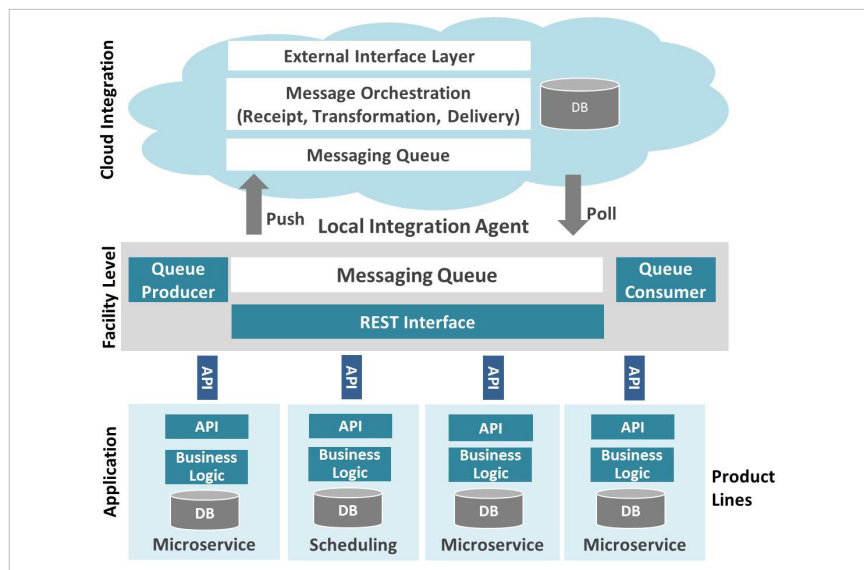 Cloud Integration
External Interface Layer
Message Orchestration
(Receipt, Transformation, Delivery)
DB
Messaging Queue
Push
Poll
Local Integration Agent
Facility Level
Queue
Producer
Messaging Queue
Queue
Consumer
REST Interface
API
API
API
API
Application
API
Business
Logic
DB
Microservice
API
Business
Logic
DB
Scheduling
API
Business
Logic
DB
Microservice
API
Business
Logic
DB
Microservice
Product
Lines